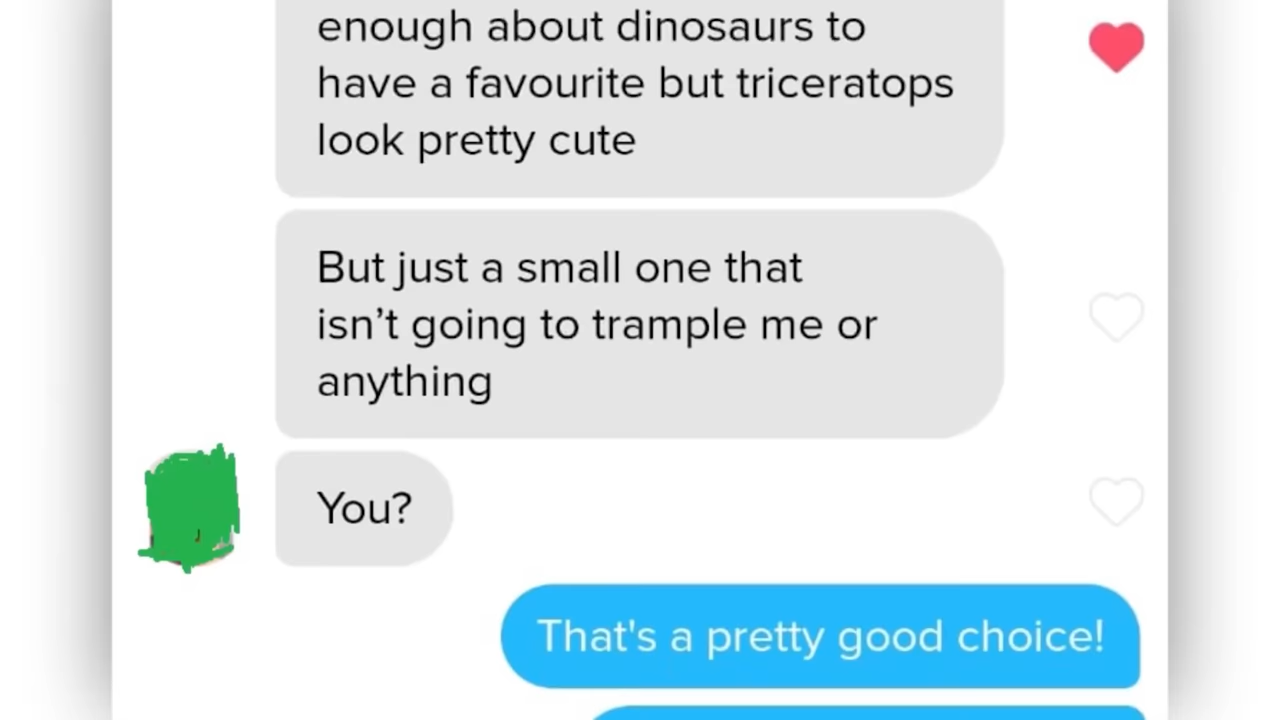 enough about dinosaurs to
have a favourite but triceratops
look pretty cute
But just a small one that
isn’t going to trample me or
anything
You?
That's a pretty good choice!